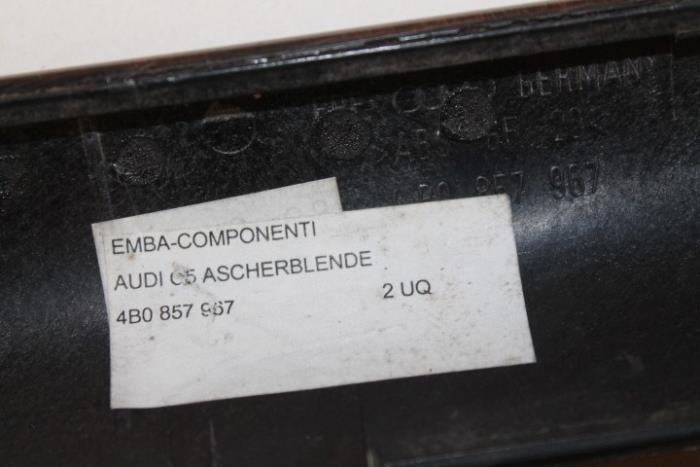 GERMANY
857 967
EMBA-COMPONENTI
AUDI C5 ASCHERBLENDE
4B0 857 967 2 UQ